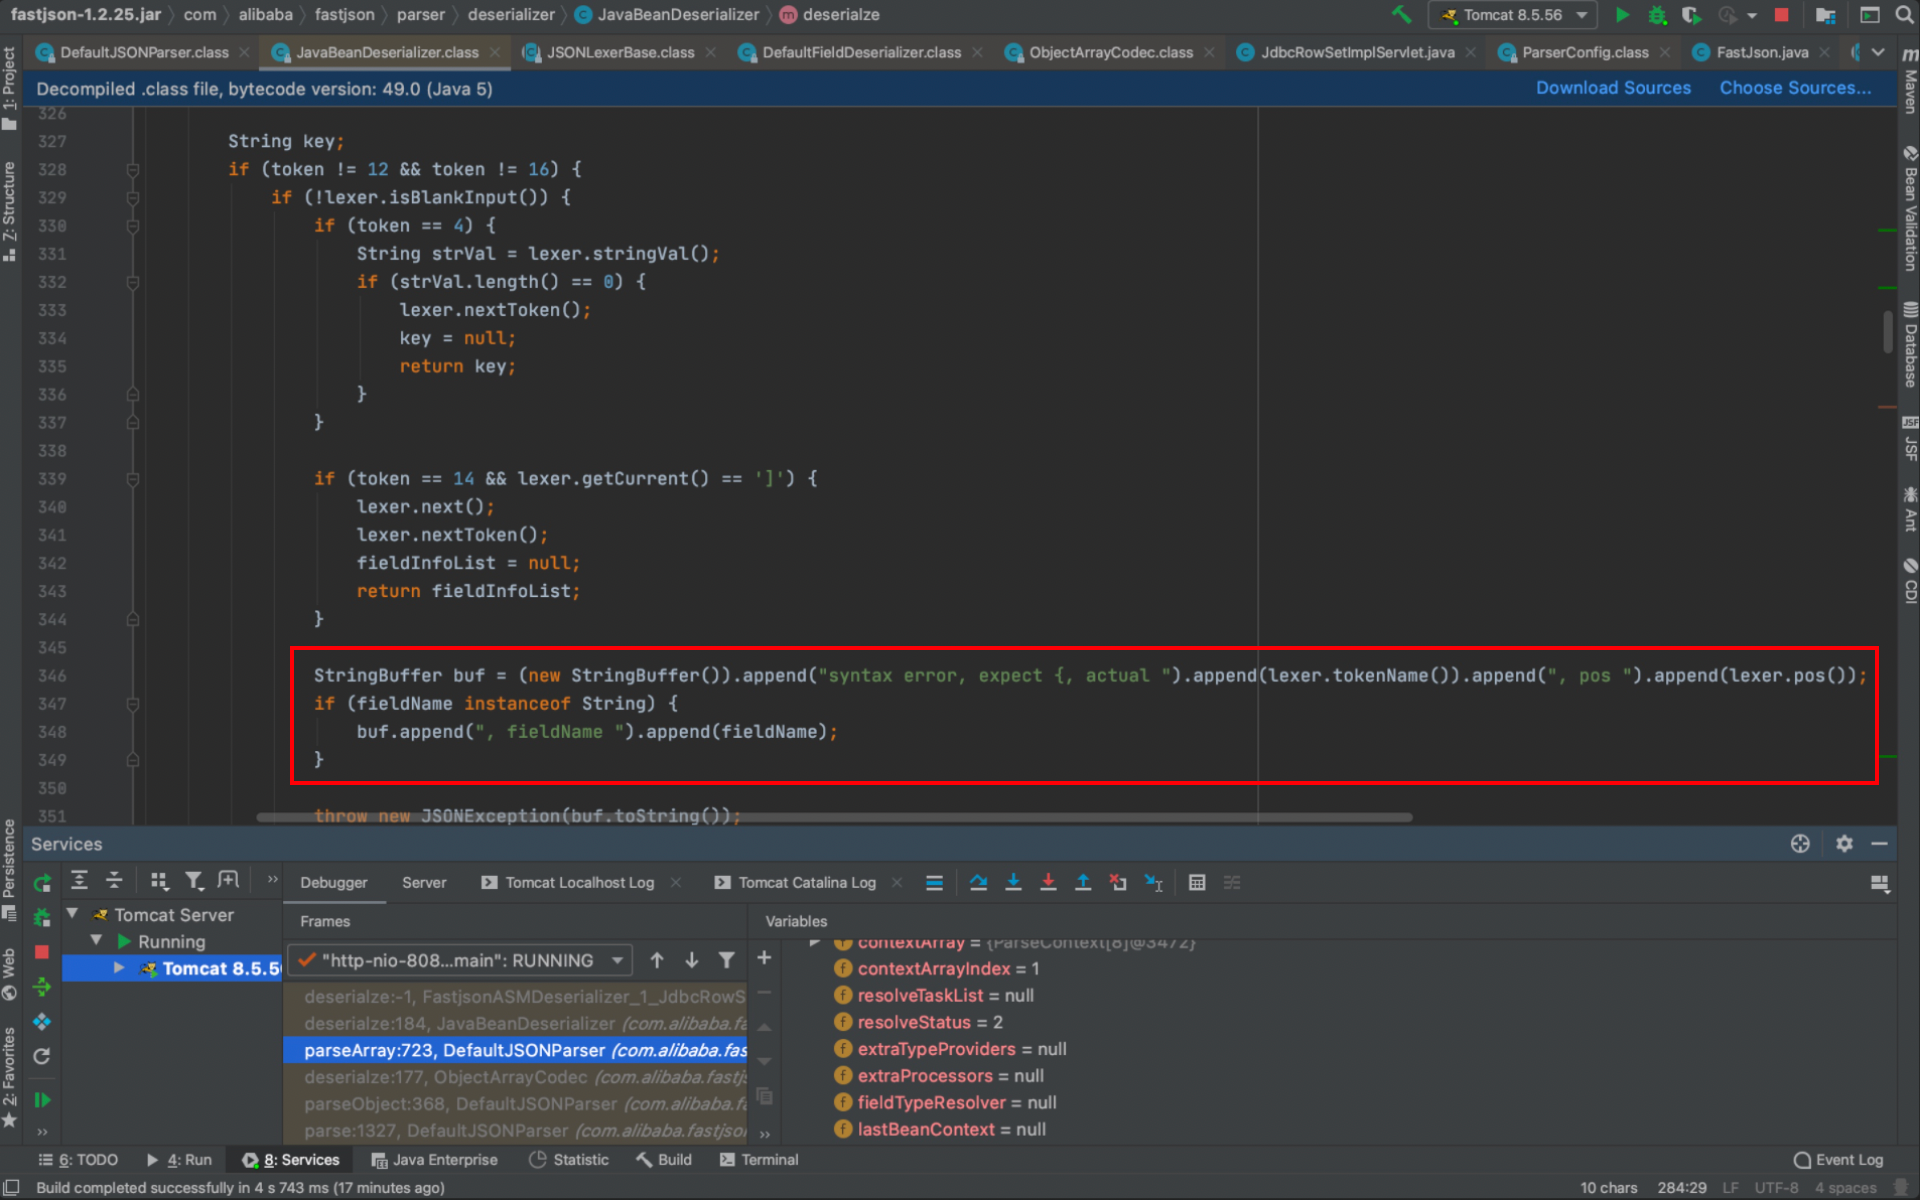 fastjson-1.2.25.jar com alibaba fastjson parser deserializer JavaBeanDeserializer deserialze Tomcat 8.5.56
DefaultJSONParser.class JavaBeanDeserializer.class JSONLexerBase.class DefaultFieldDeserializer.class ObjectArrayCodec.class JdbcRowSetImplServlet.java ParserConfig.class FastJson.java
Decompiled .class file, bytecode version: 49.0 (Java 5) Download Sources Choose Sources...
326
327 String key;
328 if (token != 12 && token != 16) {
329 if (!lexer.isBlankInput()) {
330 if (token == 4) {
331 String strVal = lexer.stringVal();
332 if (strVal.length() == 0) {
333 lexer.nextToken();
334 key = null;
335 return key;
336 }
337 }
338
339 if (token == 14 && lexer.getCurrent() == ']') {
340 lexer.next();
341 lexer.nextToken();
342 fieldInfoList = null;
343 return fieldInfoList;
344 }
345
346 StringBuffer buf = (new StringBuffer()).append("syntax error, expect {, actual ").append(lexer.tokenName()).append(", pos ").append(lexer.pos());
347 if (fieldName instanceof String) {
348 buf.append(", fieldName ").append(fieldName);
349 }
350
351 throw new JSONException(buf.toString());
1: Project
Z: Structure
Persistence
Web
2: Favorites
m
Maven
Bean Validation
Database
JSF
JSF
Ant
CDI
Services
Debugger Server Tomcat Localhost Log Tomcat Catalina Log
Tomcat Server
Running
Tomcat 8.5.5
Frames
"http-nio-808...main": RUNNING
deserialze:-1, FastjsonASMDeserializer_1_JdbcRowS
deserialze:184, JavaBeanDeserializer (com.alibaba.fa
parseArray:723, DefaultJSONParser (com.alibaba.fas
deserialze:177, ObjectArrayCodec (com.alibaba.fastjs
parseObject:368, DefaultJSONParser (com.alibaba.fa
parse:1327, DefaultJSONParser (com.alibaba.fastjso
Variables
contextArray = {ParseContext[8]@3472}
contextArrayIndex = 1
resolveTaskList = null
resolveStatus = 2
extraTypeProviders = null
extraProcessors = null
fieldTypeResolver = null
lastBeanContext = null
6: TODO 4: Run 8: Services Java Enterprise Statistic Build Terminal Event Log
Build completed successfully in 4 s 743 ms (17 minutes ago) 10 chars 284:29 LF UTF-8 4 spaces